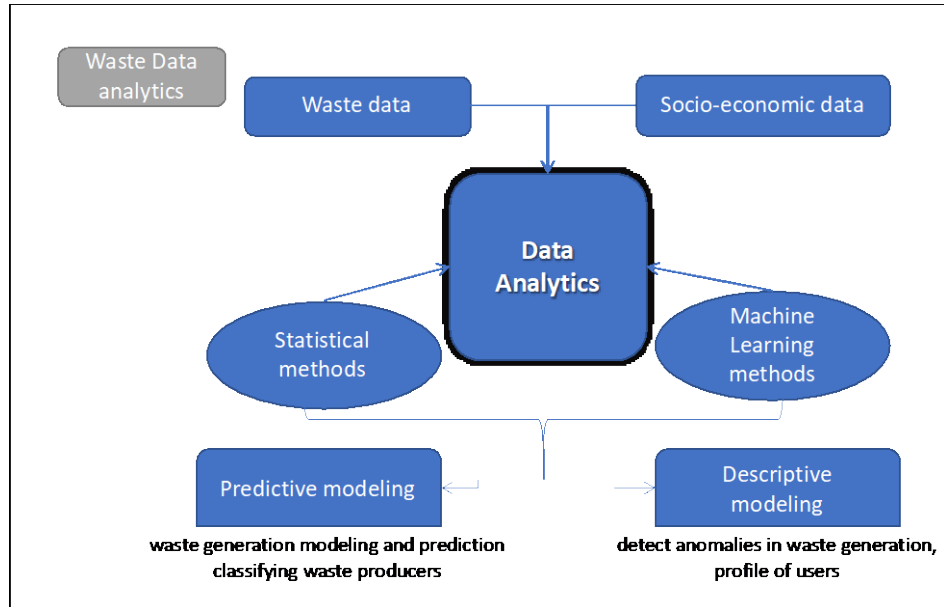 Waste Data
analytics
Waste data
Socio-economic data
Data
Analytics
Statistical
methods
Machine
Learning
methods
Predictive modeling
Descriptive
modeling
waste generation modeling and prediction
classifying waste producers
detect anomalies in waste generation,
profile of users